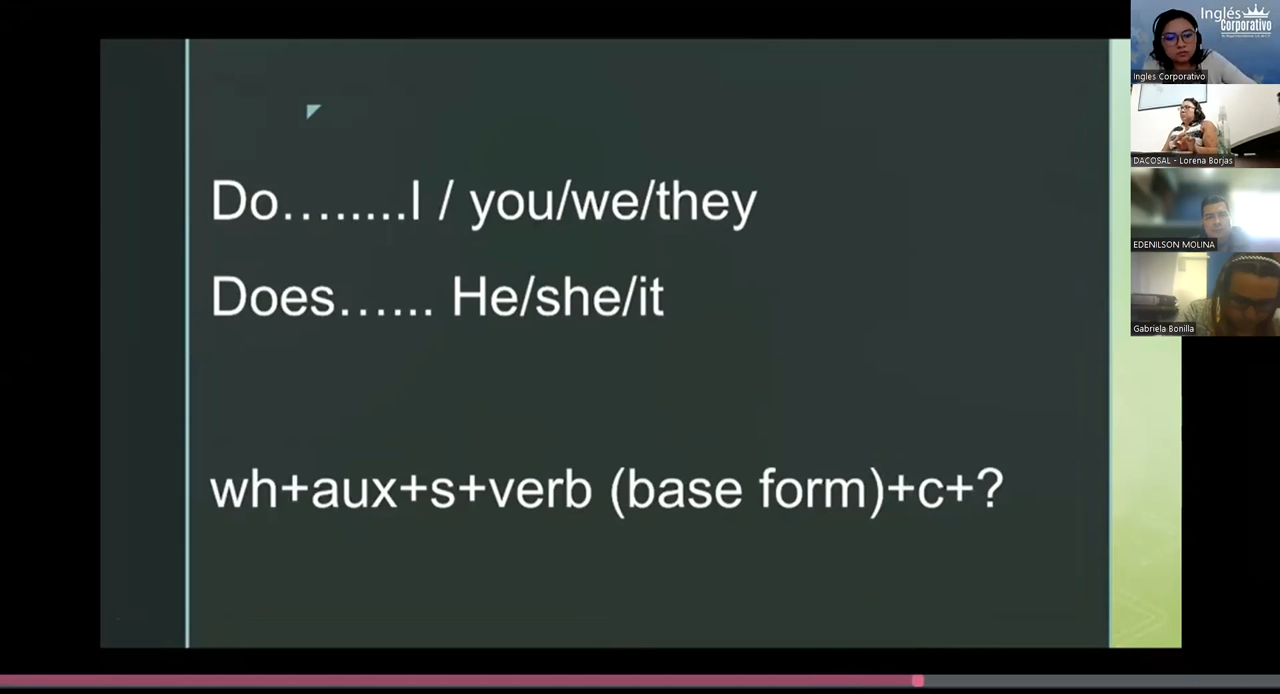 Do…......I / you/we/they
Does…... He/she/it
wh+aux+s+verb (base form)+c+?
Inglés
Corporativo
Ingles Corporativo
DACOSAL - Lorena Borjas
EDENILSON MOLINA
Gabriela Bonilla